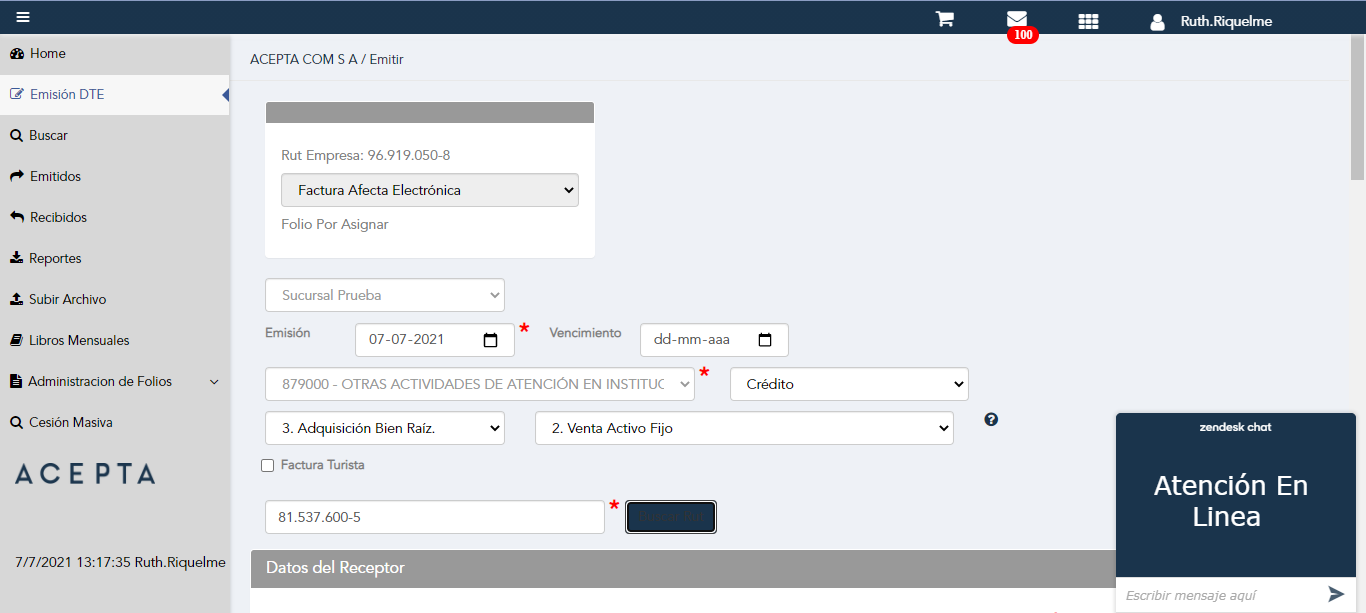 100
Ruth.Riquelme
Home
Emisión DTE
Buscar
Emitidos
Recibidos
Reportes
Subir Archivo
Libros Mensuales
Administracion de Folios
Cesión Masiva
ACEPTA
7/7/2021 13:17:35 Ruth.Riquelme
ACEPTA COM S A / Emitir
Rut Empresa: 96.919.050-8
Factura Afecta Electrónica
Folio Por Asignar
Sucursal Prueba
Emisión 07-07-2021 * Vencimiento dd-mm-aaa
879000 - OTRAS ACTIVIDADES DE ATENCIÓN EN INSTITUC * Crédito
3. Adquisición Bien Raíz. 2. Venta Activo Fijo ?
Factura Turista
81.537.600-5 *
Datos del Receptor
zendesk chat
Atención En
Linea
Escribir mensaje aquí